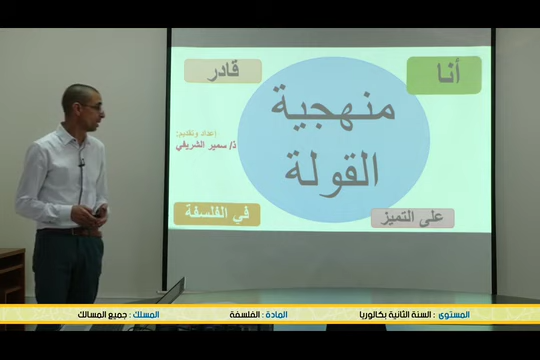 أنا
قادر
منهجية
القولة
إعداد وتقديم:
ذ/ سمير الشريفي
على التميز
في الفلسفة
المستوى : السنة الثانية بكالوريا
المادة : الفلسفة
المسلك : جميع المسالك